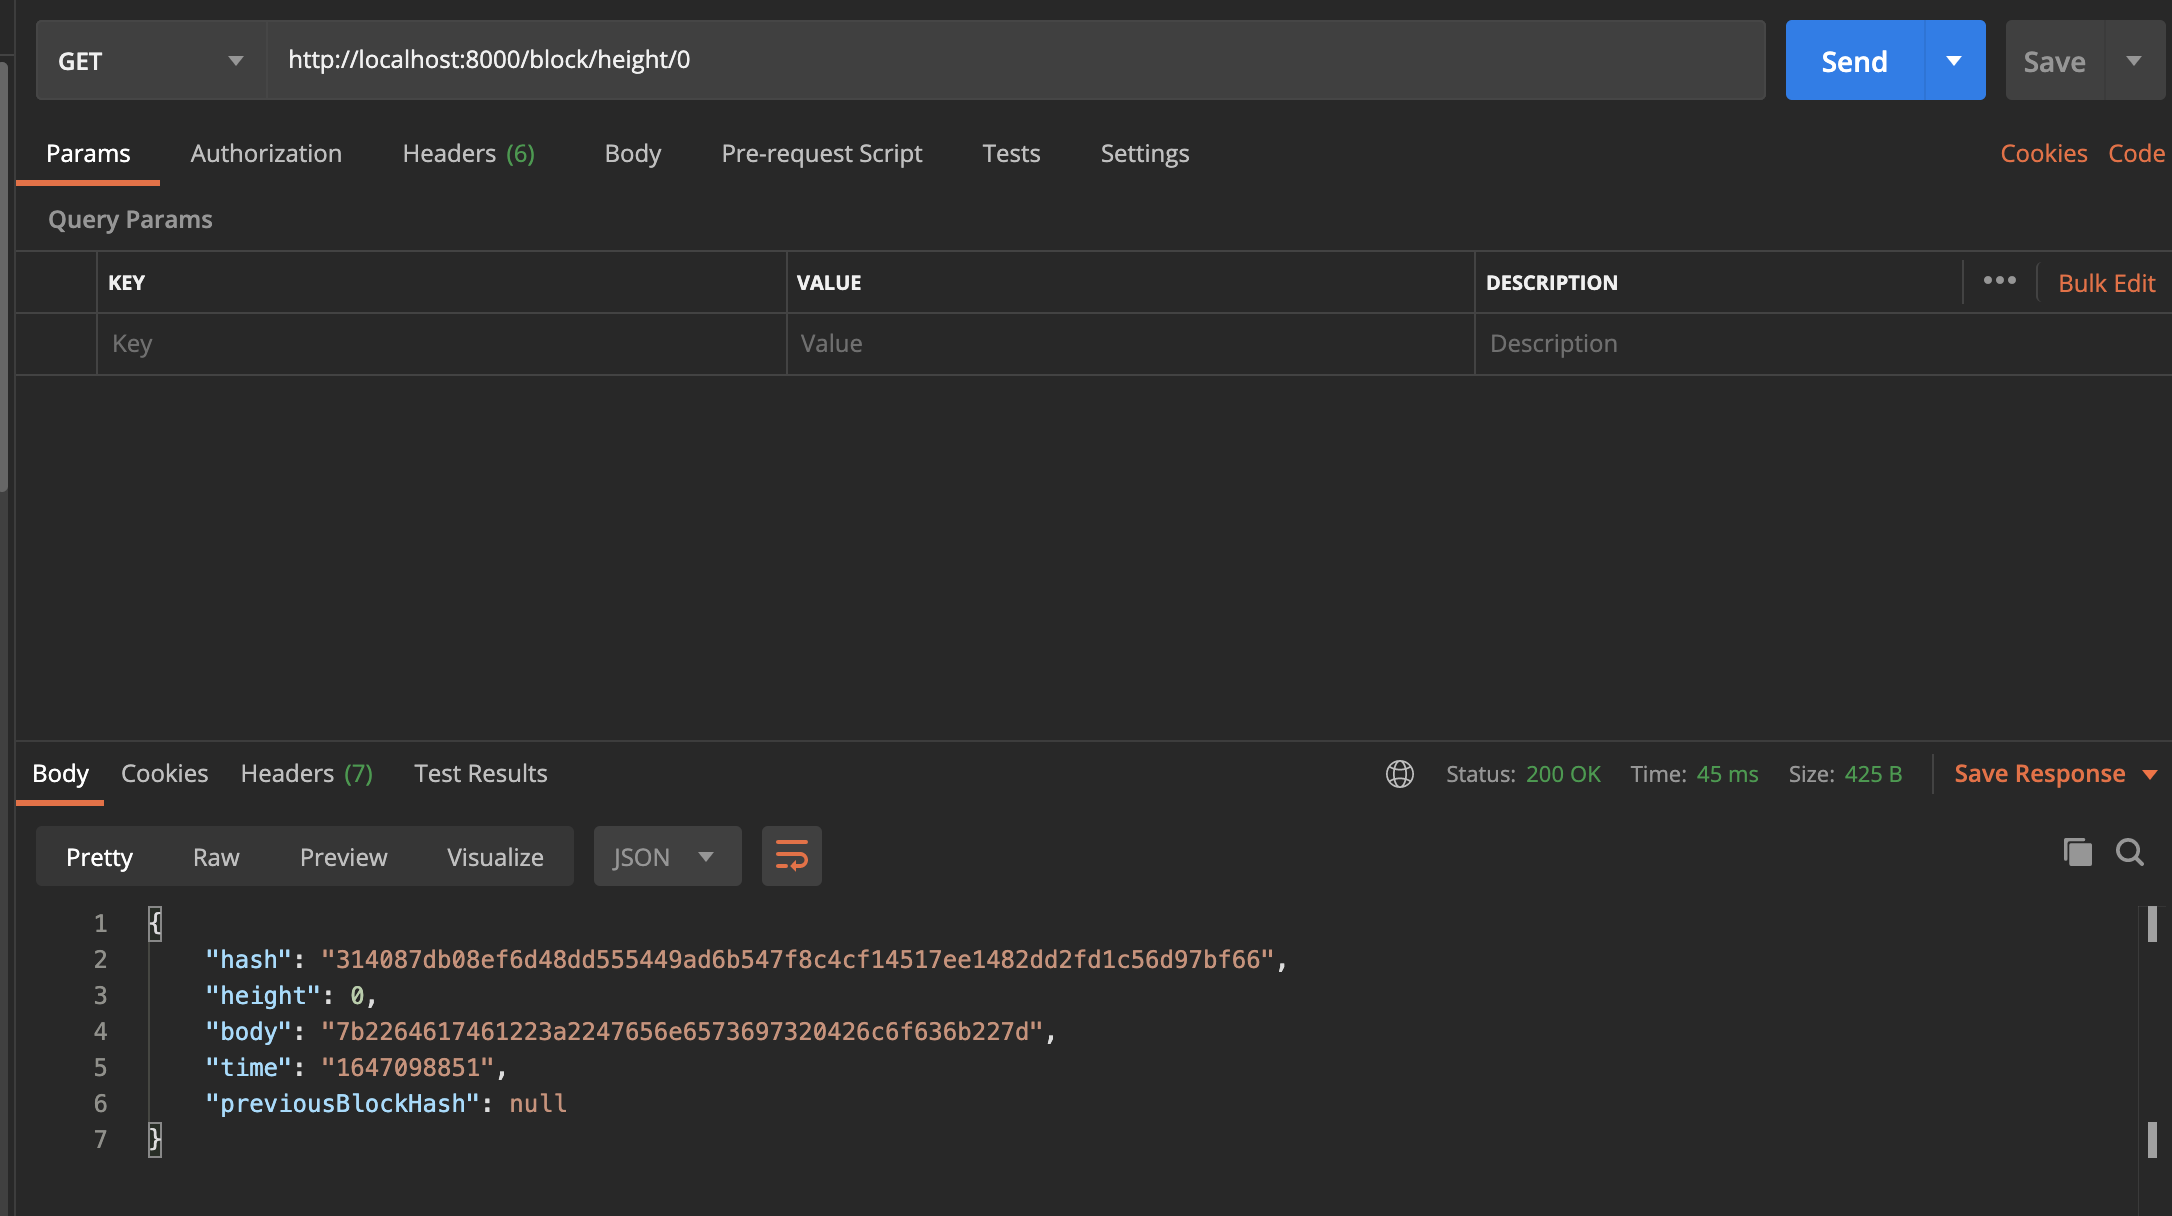 GET http://localhost:8000/block/height/0 Send Save
Params Authorization Headers (6) Body Pre-request Script Tests Settings Cookies Code
Query Params
KEY VALUE DESCRIPTION ••• Bulk Edit
Key Value Description
Body Cookies Headers (7) Test Results Status: 200 OK Time: 45 ms Size: 425 B Save Response
Pretty Raw Preview Visualize JSON
1 {
2 "hash": "314087db08ef6d48dd555449ad6b547f8c4cf14517ee1482dd2fd1c56d97bf66",
3 "height": 0,
4 "body": "7b2264617461223a2247656e6573697320426c6f636b227d",
5 "time": "1647098851",
6 "previousBlockHash": null
7 }